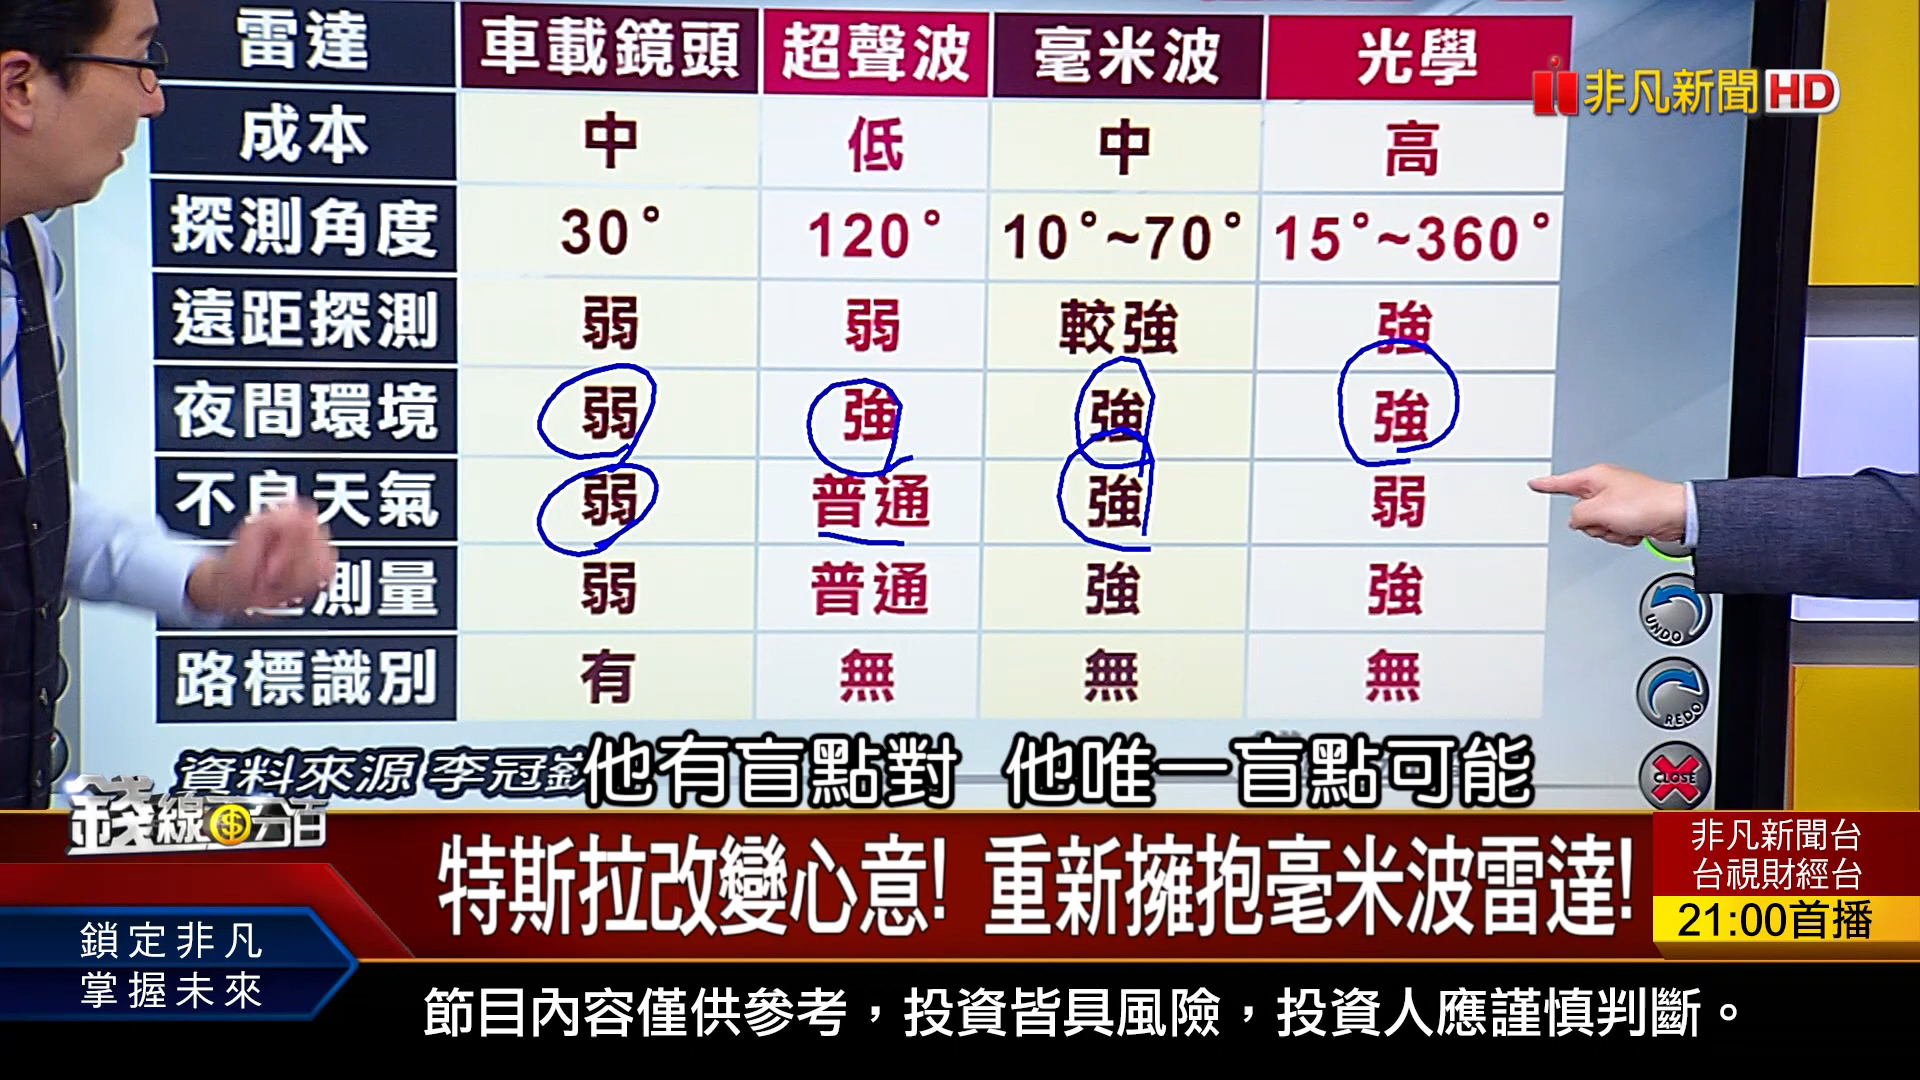 雷達 車載鏡頭 超聲波 毫米波 光學
非凡新聞HD
成本 中 低 中 高
探測角度 30° 120° 10°~70° 15°~360°
遠距探測 弱 弱 較強 強
夜間環境 弱 強 強 強
不良天氣 弱 普通 強 弱
測量 弱 普通 強 強
路標識別 有 無 無 無
UNDO
REDO
CLOSE
資料來源 李冠
他有盲點對 他唯一盲點可能
錢線百分百
特斯拉改變心意! 重新擁抱毫米波雷達!
非凡新聞台
台視財經台
21:00首播
鎖定非凡
掌握未來
節目內容僅供參考，投資皆具風險，投資人應謹慎判斷。